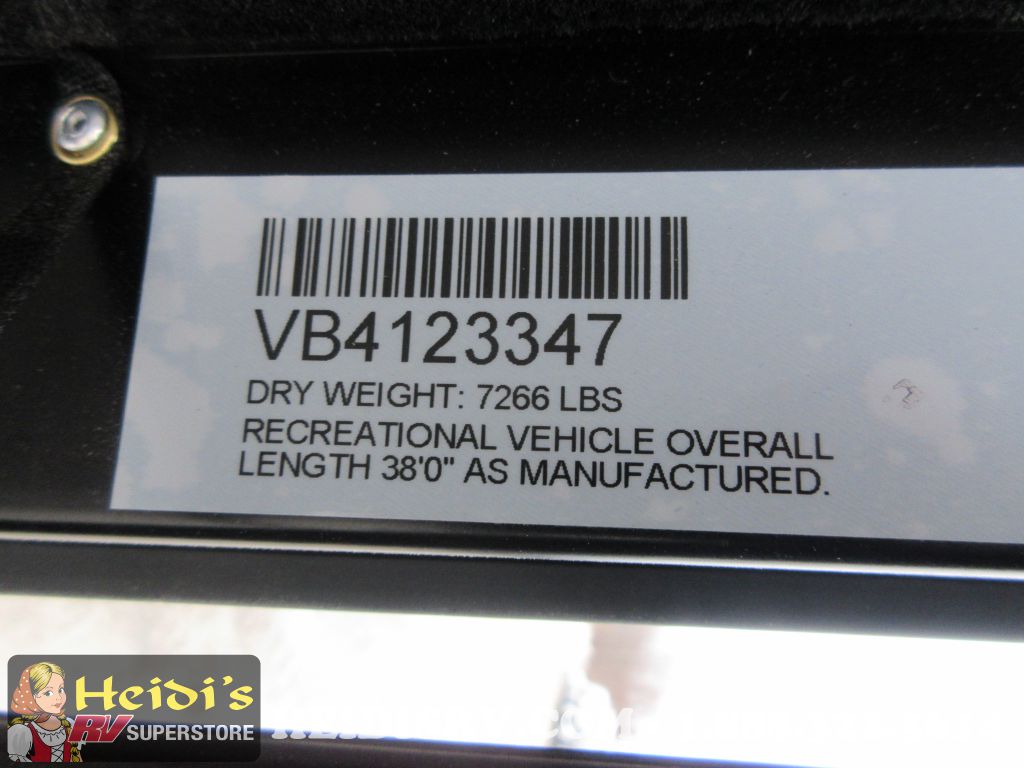 VB4123347
DRY WEIGHT: 7266 LBS
RECREATIONAL VEHICLE OVERALL
LENGTH 38'0" AS MANUFACTURED.
Heidi's
RV SUPERSTORE